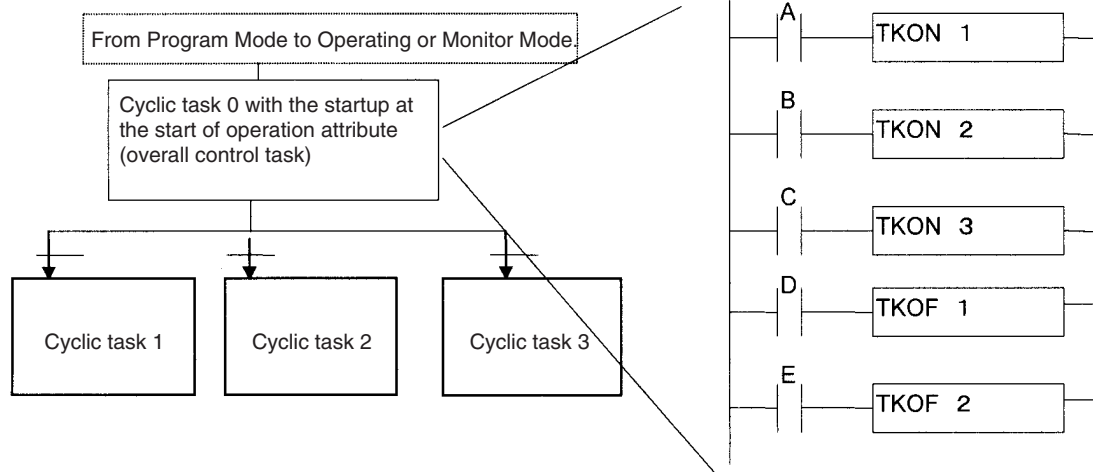 From Program Mode to Operating or Monitor Mode.
Cyclic task 0 with the startup at
the start of operation attribute
(overall control task)
Cyclic task 1
Cyclic task 2
Cyclic task 3
A
TKON 1
B
TKON 2
C
TKON 3
D
TKOF 1
E
TKOF 2